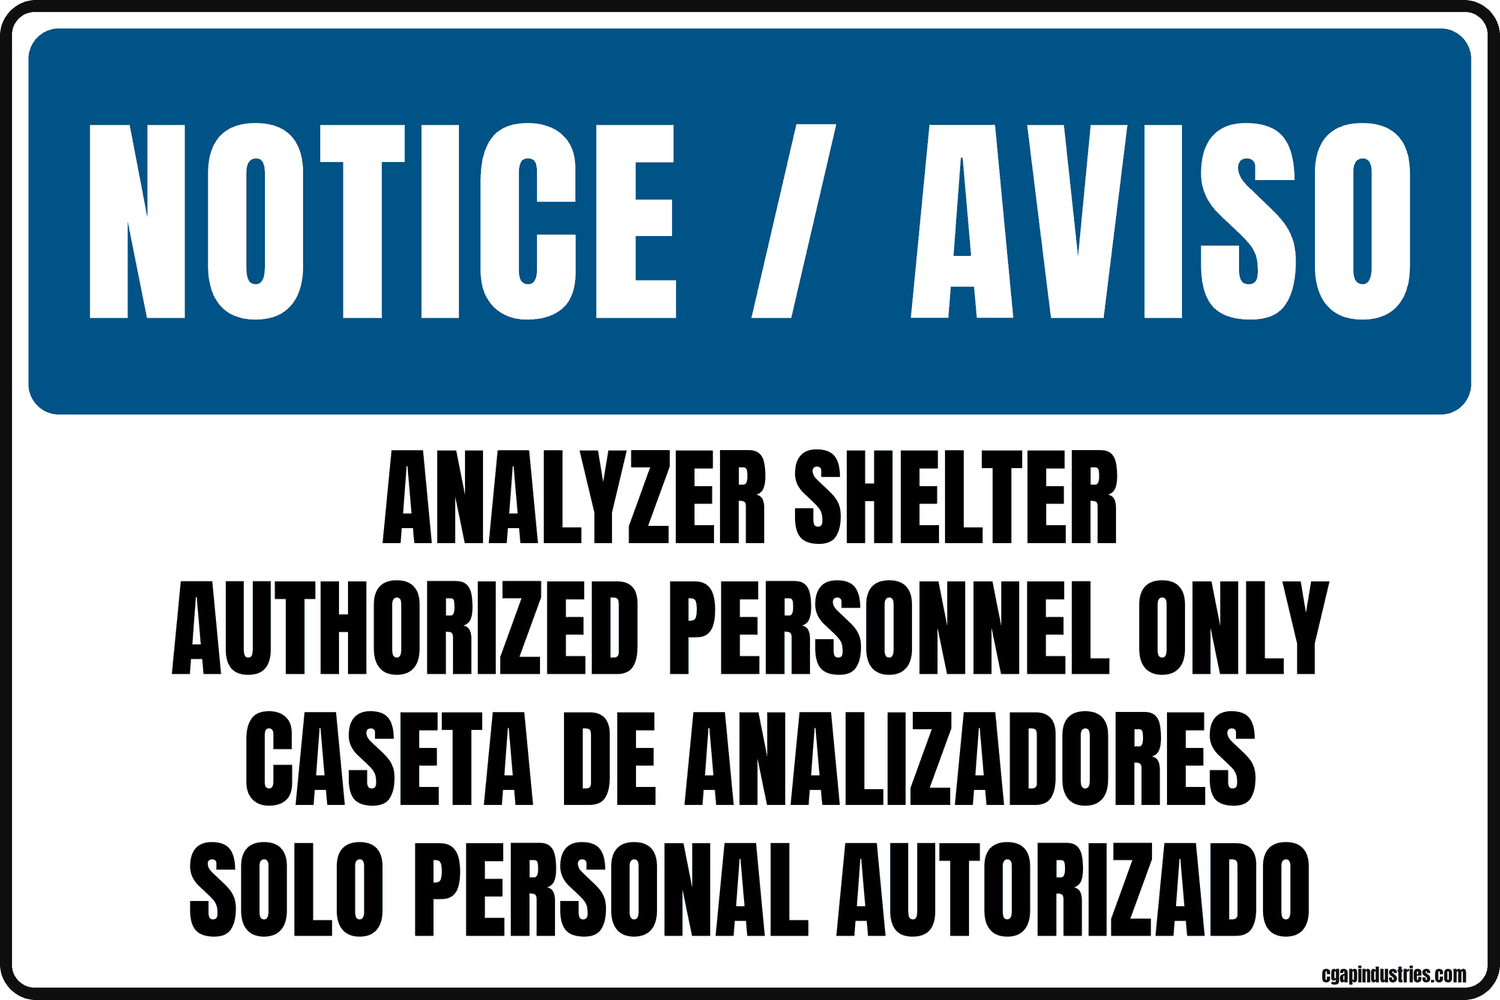 NOTICE / AVISO
ANALYZER SHELTER
AUTHORIZED PERSONNEL ONLY
CASETA DE ANALIZADORES
SOLO PERSONAL AUTORIZADO
cgapindustries.com